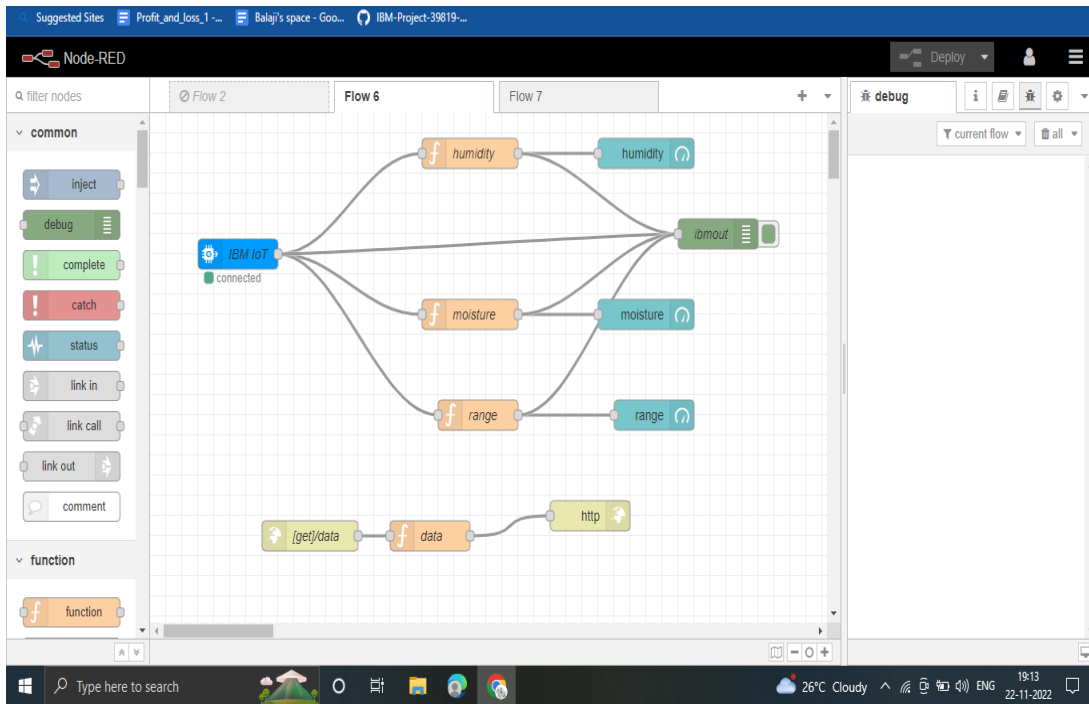 Suggested Sites Profit_and_loss_1 -... Balaji's space - Goo... IBM-Project-39819-...
Node-RED Deploy
filter nodes Flow 2 Flow 6 Flow 7 debug i
common current flow all
humidity humidity
inject
debug ibmout
IBM IoT
complete connected
catch moisture moisture
status
link in
link call range range
link out
comment http
[get]/data data
function
function
Type here to search 26°C Cloudy ENG 19:13
22-11-2022